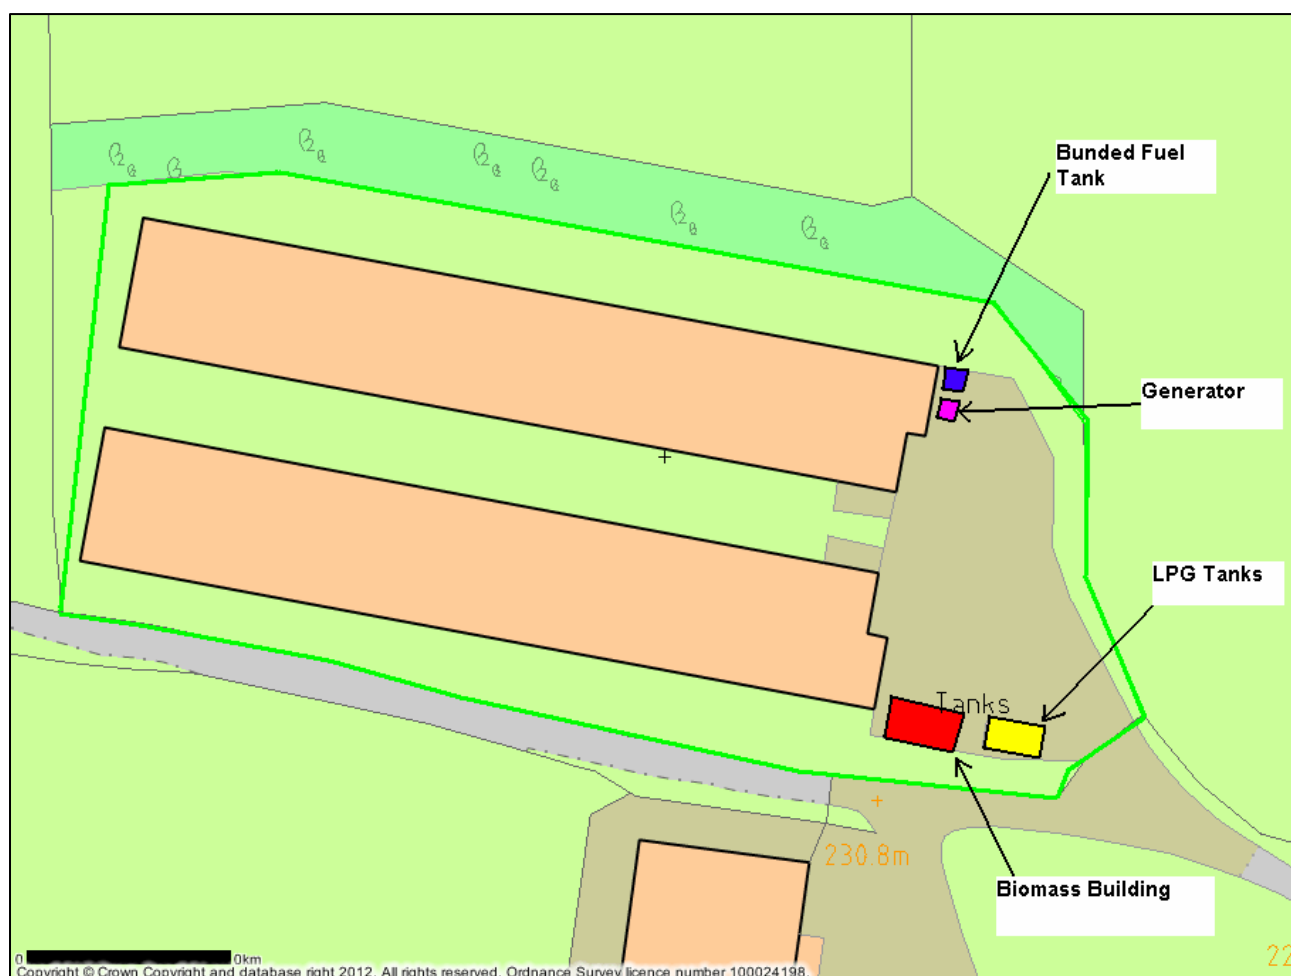 Bunded Fuel
Tank
Generator
LPG Tanks
Tanks
Biomass Building
230.8m
22
0
0km
Copyright © Crown Copyright and database right 2012. All rights reserved. Ordnance Survey licence number 100024198.